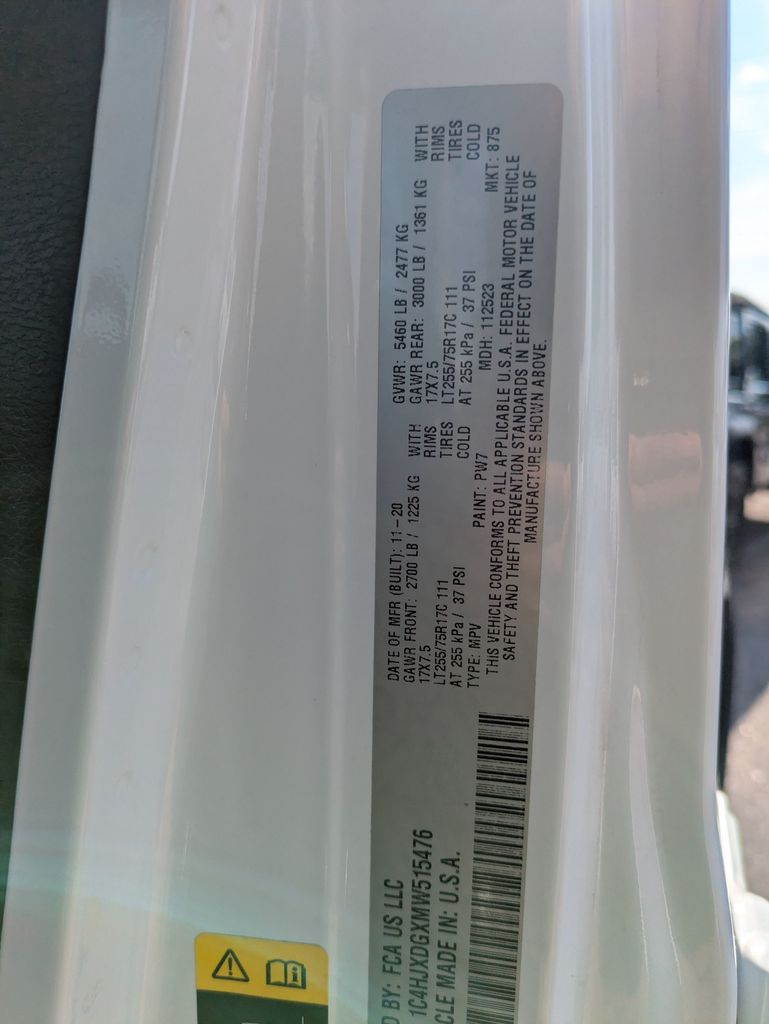 D BY: FCA US LLC
1C4HJXDGXMW515476
CLE MADE IN: U.S.A.
DATE OF MFR (BUILT): 11-20 GVWR: 5460 LB / 2477 KG
GAWR FRONT: 2700 LB / 1225 KG WITH GAWR REAR: 3000 LB / 1361 KG WITH
17X7.5 RIMS 17X7.5 RIMS
LT255/75R17C 111 TIRES LT255/75R17C 111 TIRES
AT 255 kPa / 37 PSI COLD AT 255 kPa / 37 PSI COLD
TYPE: MPV PAINT: PW7 MDH: 112523 MKT: 875
THIS VEHICLE CONFORMS TO ALL APPLICABLE U.S.A. FEDERAL MOTOR VEHICLE
SAFETY AND THEFT PREVENTION STANDARDS IN EFFECT ON THE DATE OF
MANUFACTURE SHOWN ABOVE.